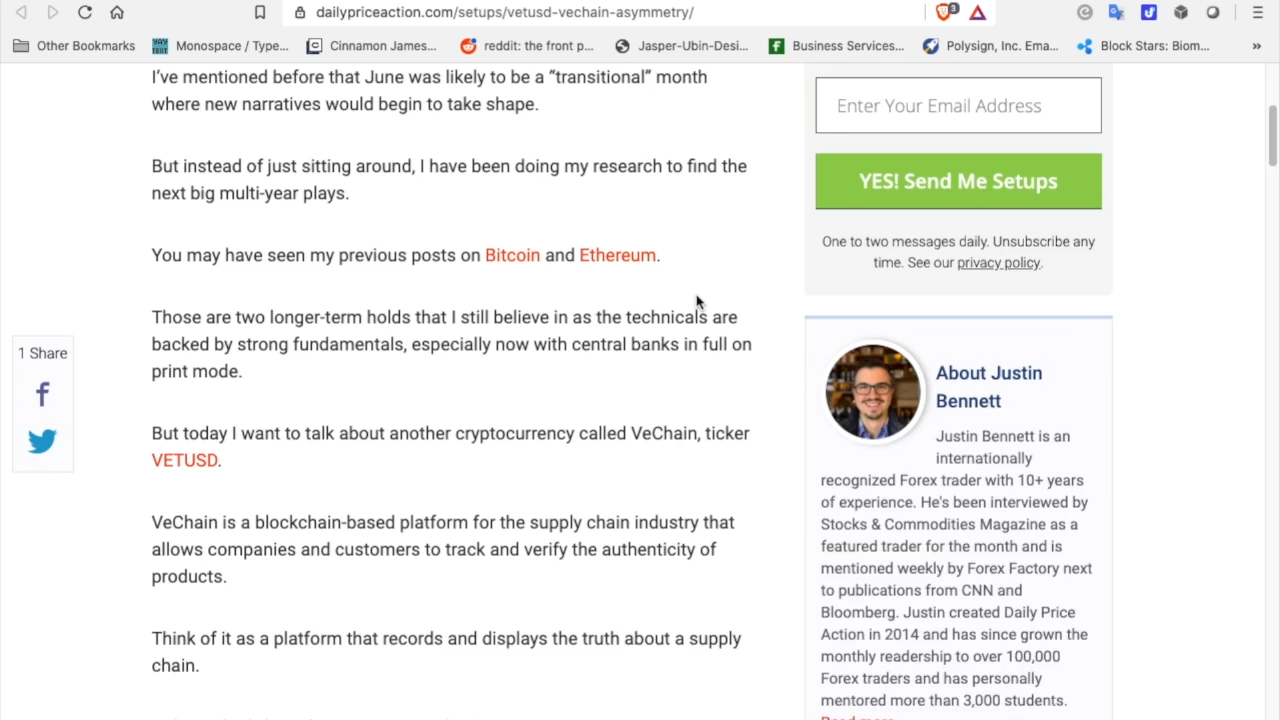 dailypriceaction.com/setups/vetusd-vechain-asymmetry/
3
Other Bookmarks
YAY
Monospace / Type...
Cinnamon James...
reddit: the front p...
Jasper-Ubin-Desi...
Business Services...
Polysign, Inc. Ema...
Block Stars: Biom...
»
I’ve mentioned before that June was likely to be a “transitional” month
where new narratives would begin to take shape.
But instead of just sitting around, I have been doing my research to find the
next big multi-year plays.
You may have seen my previous posts on Bitcoin and Ethereum.
Those are two longer-term holds that I still believe in as the technicals are
backed by strong fundamentals, especially now with central banks in full on
print mode.
But today I want to talk about another cryptocurrency called VeChain, ticker
VETUSD.
VeChain is a blockchain-based platform for the supply chain industry that
allows companies and customers to track and verify the authenticity of
products.
Think of it as a platform that records and displays the truth about a supply
chain.
1 Share
Enter Your Email Address
YES! Send Me Setups
One to two messages daily. Unsubscribe any
time. See our privacy policy.
About Justin
Bennett
Justin Bennett is an
internationally
recognized Forex trader with 10+ years
of experience. He's been interviewed by
Stocks & Commodities Magazine as a
featured trader for the month and is
mentioned weekly by Forex Factory next
to publications from CNN and
Bloomberg. Justin created Daily Price
Action in 2014 and has since grown the
monthly readership to over 100,000
Forex traders and has personally
mentored more than 3,000 students.
Read more